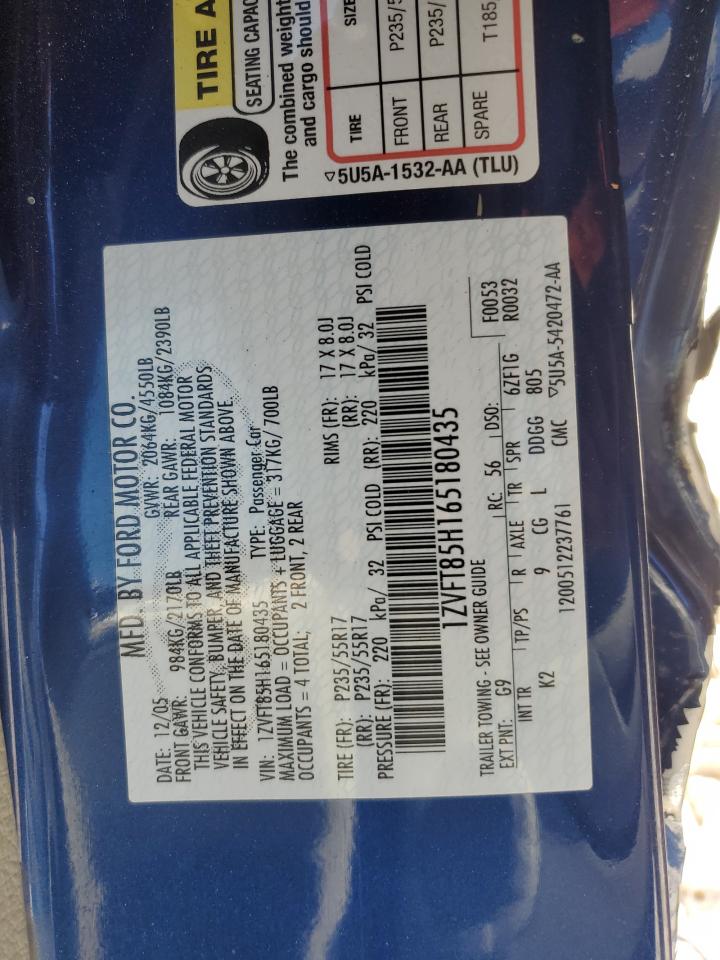 MFD. BY FORD MOTOR CO.
DATE: 12/05 GVWR: 2064KG/4550LB
FRONT GAWR: 984KG/2170LB REAR GAWR: 1084KG/2390LB
THIS VEHICLE CONFORMS TO ALL APPLICABLE FEDERAL MOTOR
VEHICLE SAFETY, BUMPER, AND THEFT PREVENTION STANDARDS
IN EFFECT ON THE DATE OF MANUFACTURE SHOWN ABOVE.
VIN: 1ZVFT85H165180435 TYPE: Passenger Car
MAXIMUM LOAD = OCCUPANTS + LUGGAGE = 317KG/ 700LB
OCCUPANTS = 4 TOTAL; 2 FRONT, 2 REAR
TIRE (FR): P235/55R17 RIMS (FR): 17 X 8.0J
(RR): P235/55R17 (RR): 17 X 8.0J
PRESSURE (FR): 220 kPa/ 32 PSI COLD (RR): 220 kPa/ 32 PSI COLD
1ZVFT85H165180435
TRAILER TOWING - SEE OWNER GUIDE F0053
EXT PNT: G9 RC: 56 DSO: R0032
INT TR TP/PS R AXLE TR SPR 6ZF1G
K2 9 CG L DDGG 805
1200512237761 CMC ▽5U5A-5420472-AA
TIRE A
SEATING CAPAC
The combined weight
and cargo should
TIRE SIZE
FRONT P235/5
REAR P235/
SPARE T185
▽5U5A-1532-AA (TLU)